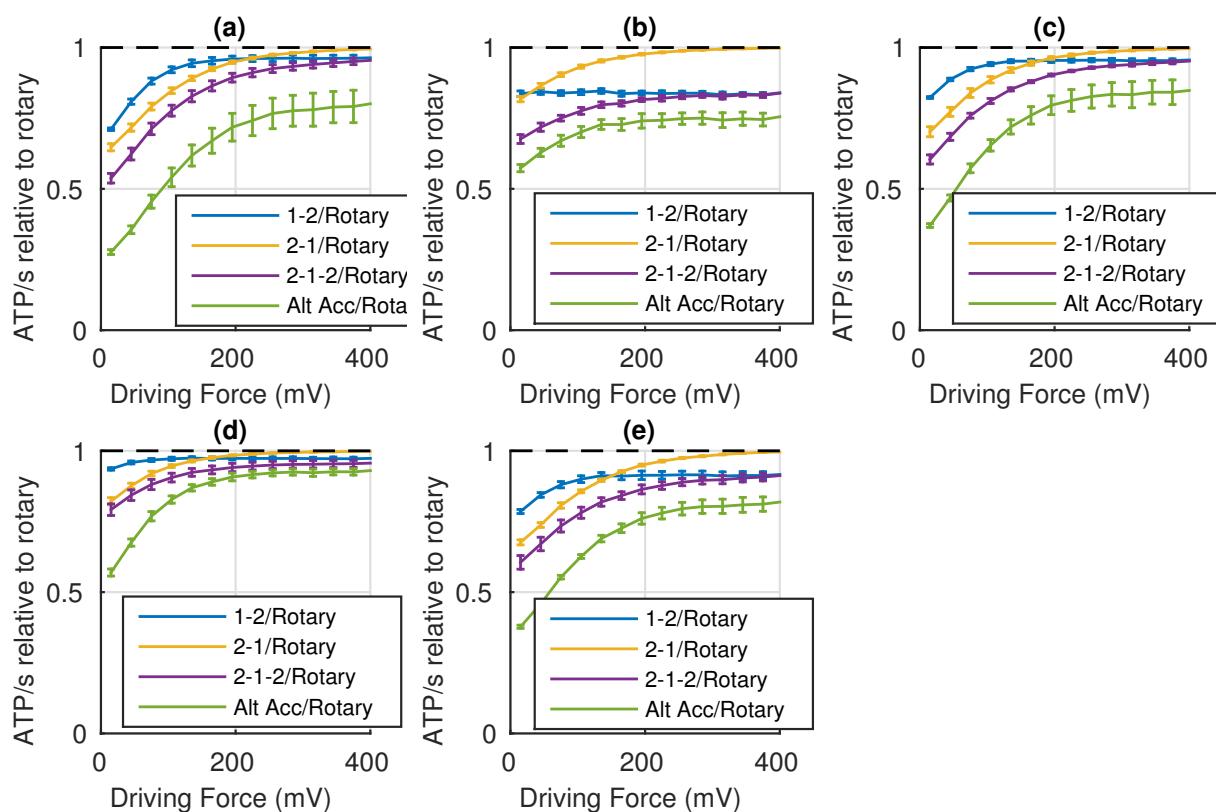 (a)
ATP/s relative to rotary
1
0.5
0
1-2/Rotary
2-1/Rotary
2-1-2/Rotary
Alt Acc/Rota
0
200
400
Driving Force (mV)
(b)
ATP/s relative to rotary
1
0.5
0
1-2/Rotary
2-1/Rotary
2-1-2/Rotary
Alt Acc/Rotary
0
200
400
Driving Force (mV)
(c)
ATP/s relative to rotary
1
0.5
0
1-2/Rotary
2-1/Rotary
2-1-2/Rotary
Alt Acc/Rotary
0
200
400
Driving Force (mV)
(d)
ATP/s relative to rotary
1
0.5
0
1-2/Rotary
2-1/Rotary
2-1-2/Rotary
Alt Acc/Rotary
0
200
400
Driving Force (mV)
(e)
ATP/s relative to rotary
1
0.5
0
1-2/Rotary
2-1/Rotary
2-1-2/Rotary
Alt Acc/Rotary
0
200
400
Driving Force (mV)